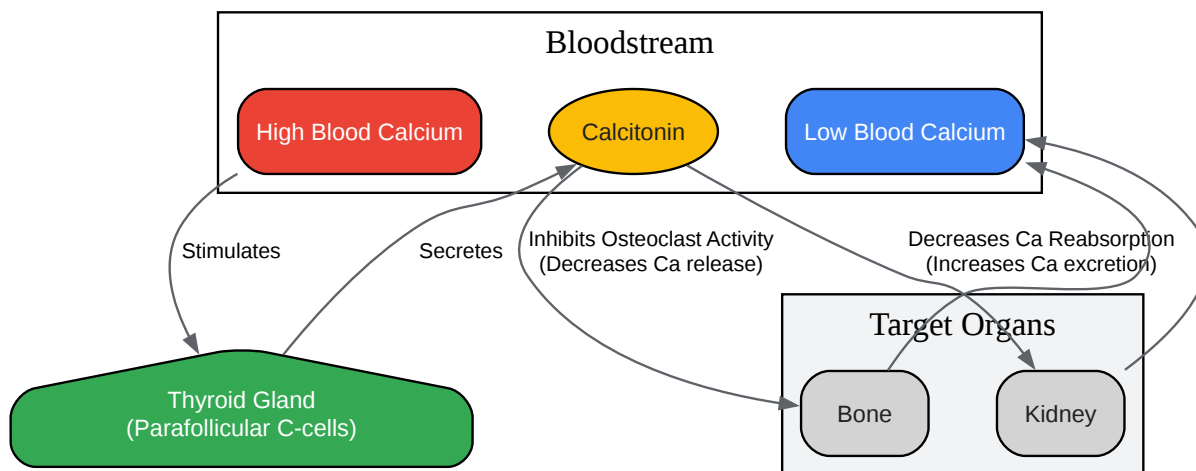 Bloodstream
High Blood Calcium
Calcitonin
Low Blood Calcium
Stimulates
Secretes
Inhibits Osteoclast Activity
(Decreases Ca release)
Decreases Ca Reabsorption
(Increases Ca excretion)
Target Organs
Thyroid Gland
(Parafollicular C-cells)
Bone
Kidney